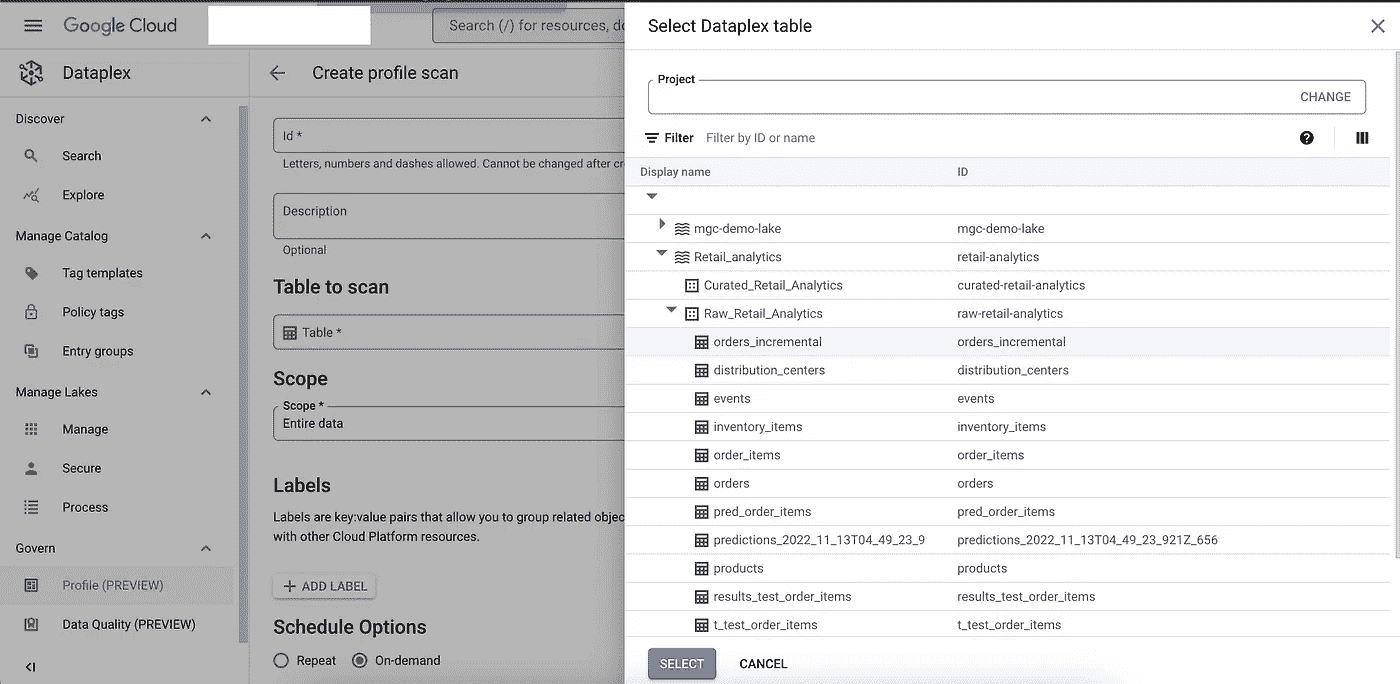 Google Cloud
Search (/) for resources, do
Dataplex
Discover
Search
Explore
Manage Catalog
Tag templates
Policy tags
Entry groups
Manage Lakes
Manage
Secure
Process
Govern
Profile (PREVIEW)
Data Quality (PREVIEW)
Create profile scan
Id *
Letters, numbers and dashes allowed. Cannot be changed after cr
Description
Optional
Table to scan
Table *
Scope
Scope *
Entire data
Labels
Labels are key:value pairs that allow you to group related objec
with other Cloud Platform resources.
+ ADD LABEL
Schedule Options
Repeat On-demand
Select Dataplex table
Project
CHANGE
Filter Filter by ID or name
Display name ID
mgc-demo-lake mgc-demo-lake
Retail_analytics retail-analytics
Curated_Retail_Analytics curated-retail-analytics
Raw_Retail_Analytics raw-retail-analytics
orders_incremental orders_incremental
distribution_centers distribution_centers
events events
inventory_items inventory_items
order_items order_items
orders orders
pred_order_items pred_order_items
predictions_2022_11_13T04_49_23_9 predictions_2022_11_13T04_49_23_921Z_656
products products
results_test_order_items results_test_order_items
t_test_order_items t_test_order_items
SELECT CANCEL